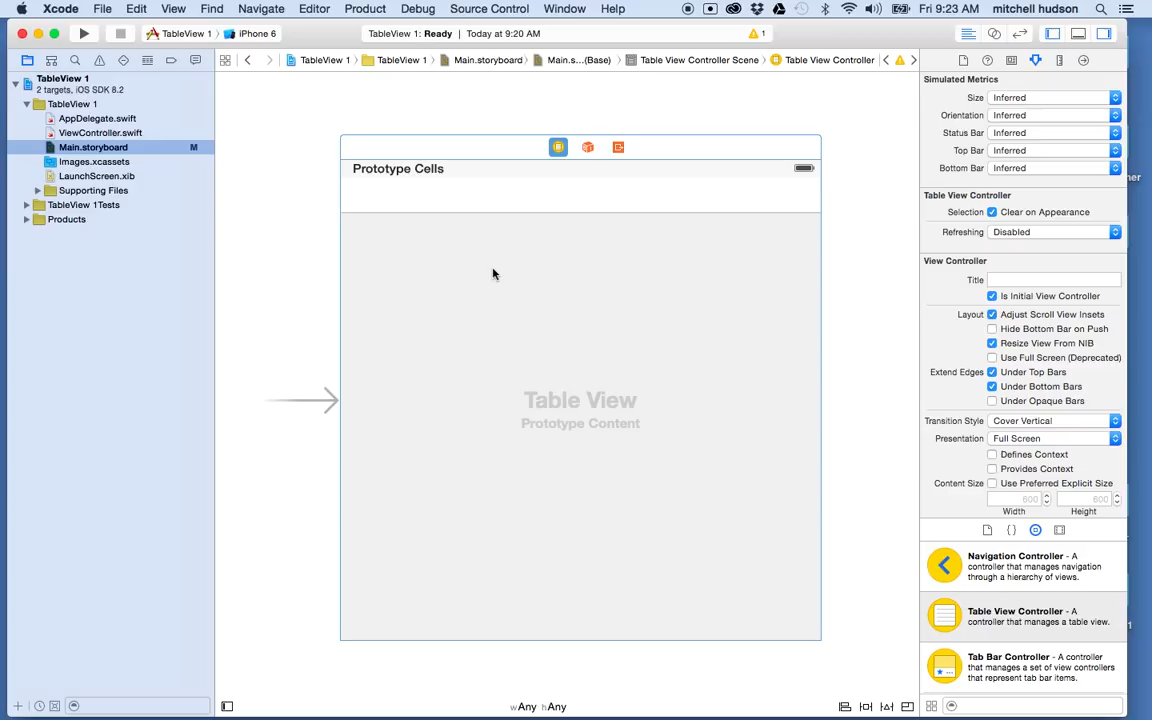 Xcode File Edit View Find Navigate Editor Product Debug Source Control Window Help Fri 9:23 AM mitchell hudson
TableView 1 iPhone 6 TableView 1: Ready | Today at 9:20 AM 1
TableView 1 TableView 1 Main.storyboard Main.s...(Base) Table View Controller Scene Table View Controller
TableView 1
2 targets, iOS SDK 8.2
TableView 1
AppDelegate.swift
ViewController.swift
Main.storyboard M
Images.xcassets
LaunchScreen.xib
Supporting Files
TableView 1Tests
Products
Prototype Cells
Table View
Prototype Content
wAny hAny
Simulated Metrics
Size Inferred
Orientation Inferred
Status Bar Inferred
Top Bar Inferred
Bottom Bar Inferred
Table View Controller
Selection Clear on Appearance
Refreshing Disabled
View Controller
Title
Is Initial View Controller
Layout Adjust Scroll View Insets
Hide Bottom Bar on Push
Resize View From NIB
Use Full Screen (Deprecated)
Extend Edges Under Top Bars
Under Bottom Bars
Under Opaque Bars
Transition Style Cover Vertical
Presentation Full Screen
Defines Context
Provides Context
Content Size Use Preferred Explicit Size
600 600
Width Height
Navigation Controller - A
controller that manages navigation
through a hierarchy of views.
Table View Controller - A
controller that manages a table view.
Tab Bar Controller - A controller
that manages a set of view controllers
that represent tab bar items.